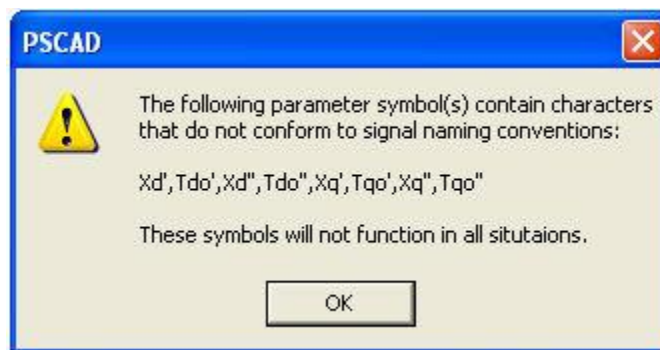 PSCAD
The following parameter symbol(s) contain characters
that do not conform to signal naming conventions:
Xd',Tdo',Xd",Tdo",Xq',Tqo',Xq",Tqo"
These symbols will not function in all situtaions.
OK